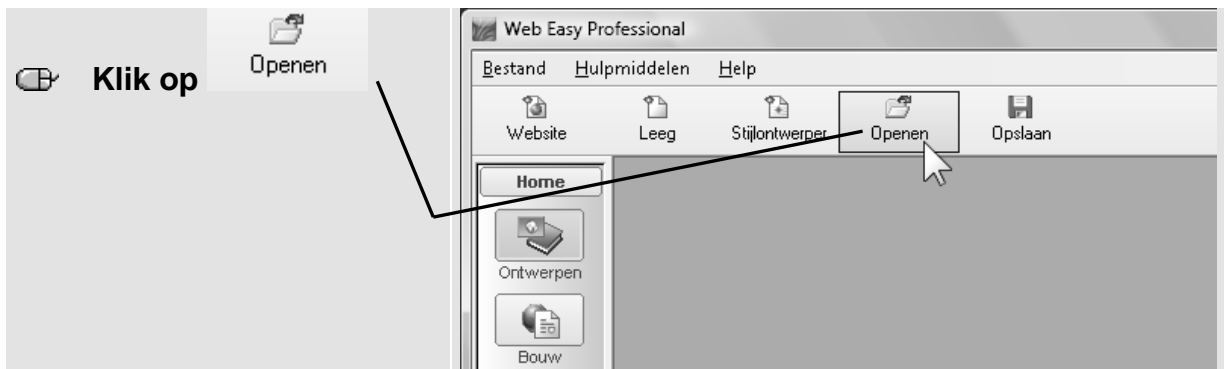 Klik op Openen
Web Easy Professional
Bestand Hulpmiddelen Help
Website Leeg Stijlontwerper Openen Opslaan
Home
Ontwerpen
Bouw